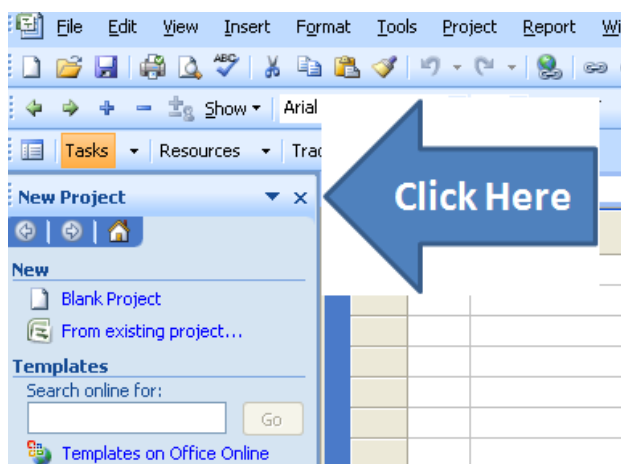 File Edit View Insert Format Tools Project Report
ABC
Show Arial
Tasks Resources
New Project
Click Here
New
Blank Project
From existing project...
Templates
Search online for:
Go
Templates on Office Online